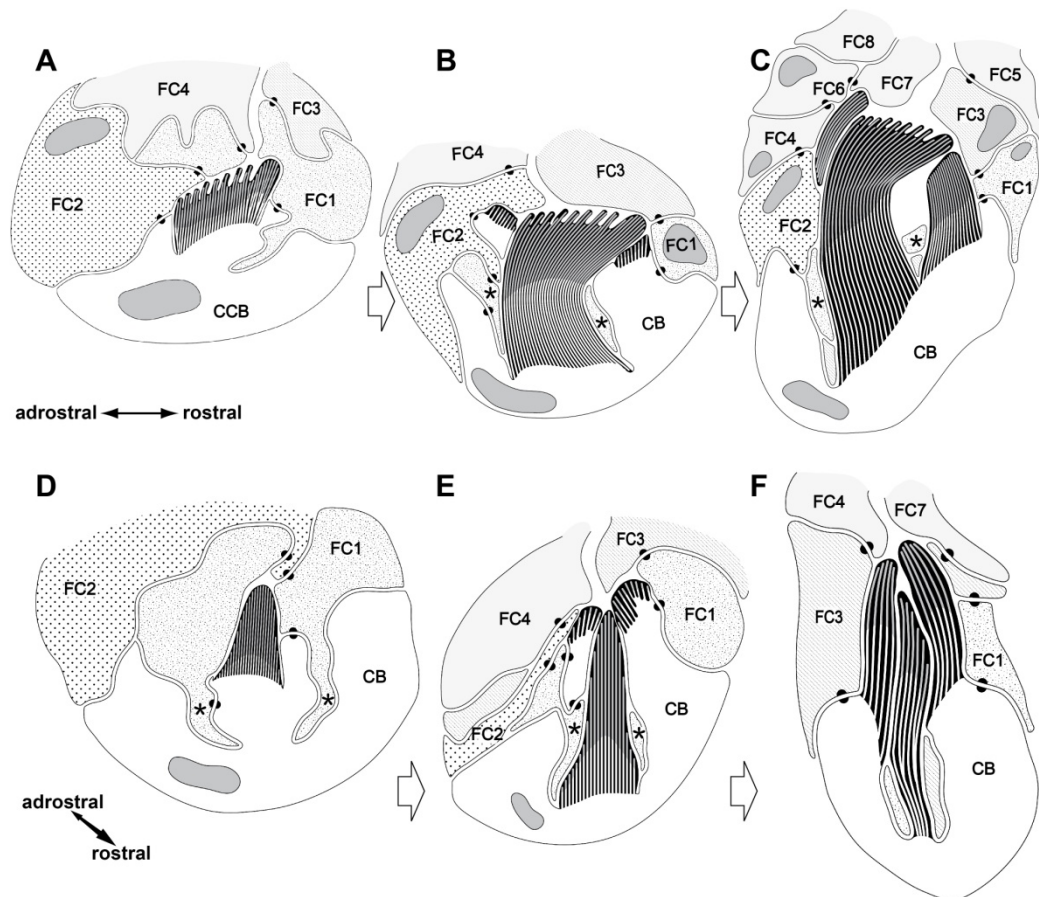 A
FC4
FC3
FC2
FC1
CCB
B
FC4
FC3
FC2
FC1
*
*
CB
C
FC8
FC6
FC7
FC5
FC3
FC4
FC2
FC1
*
*
CB
adrostral
rostral
D
FC2
FC1
CB
*
*
E
FC3
FC4
FC1
FC2
CB
*
*
F
FC4
FC7
FC3
FC1
CB
adrostral
rostral